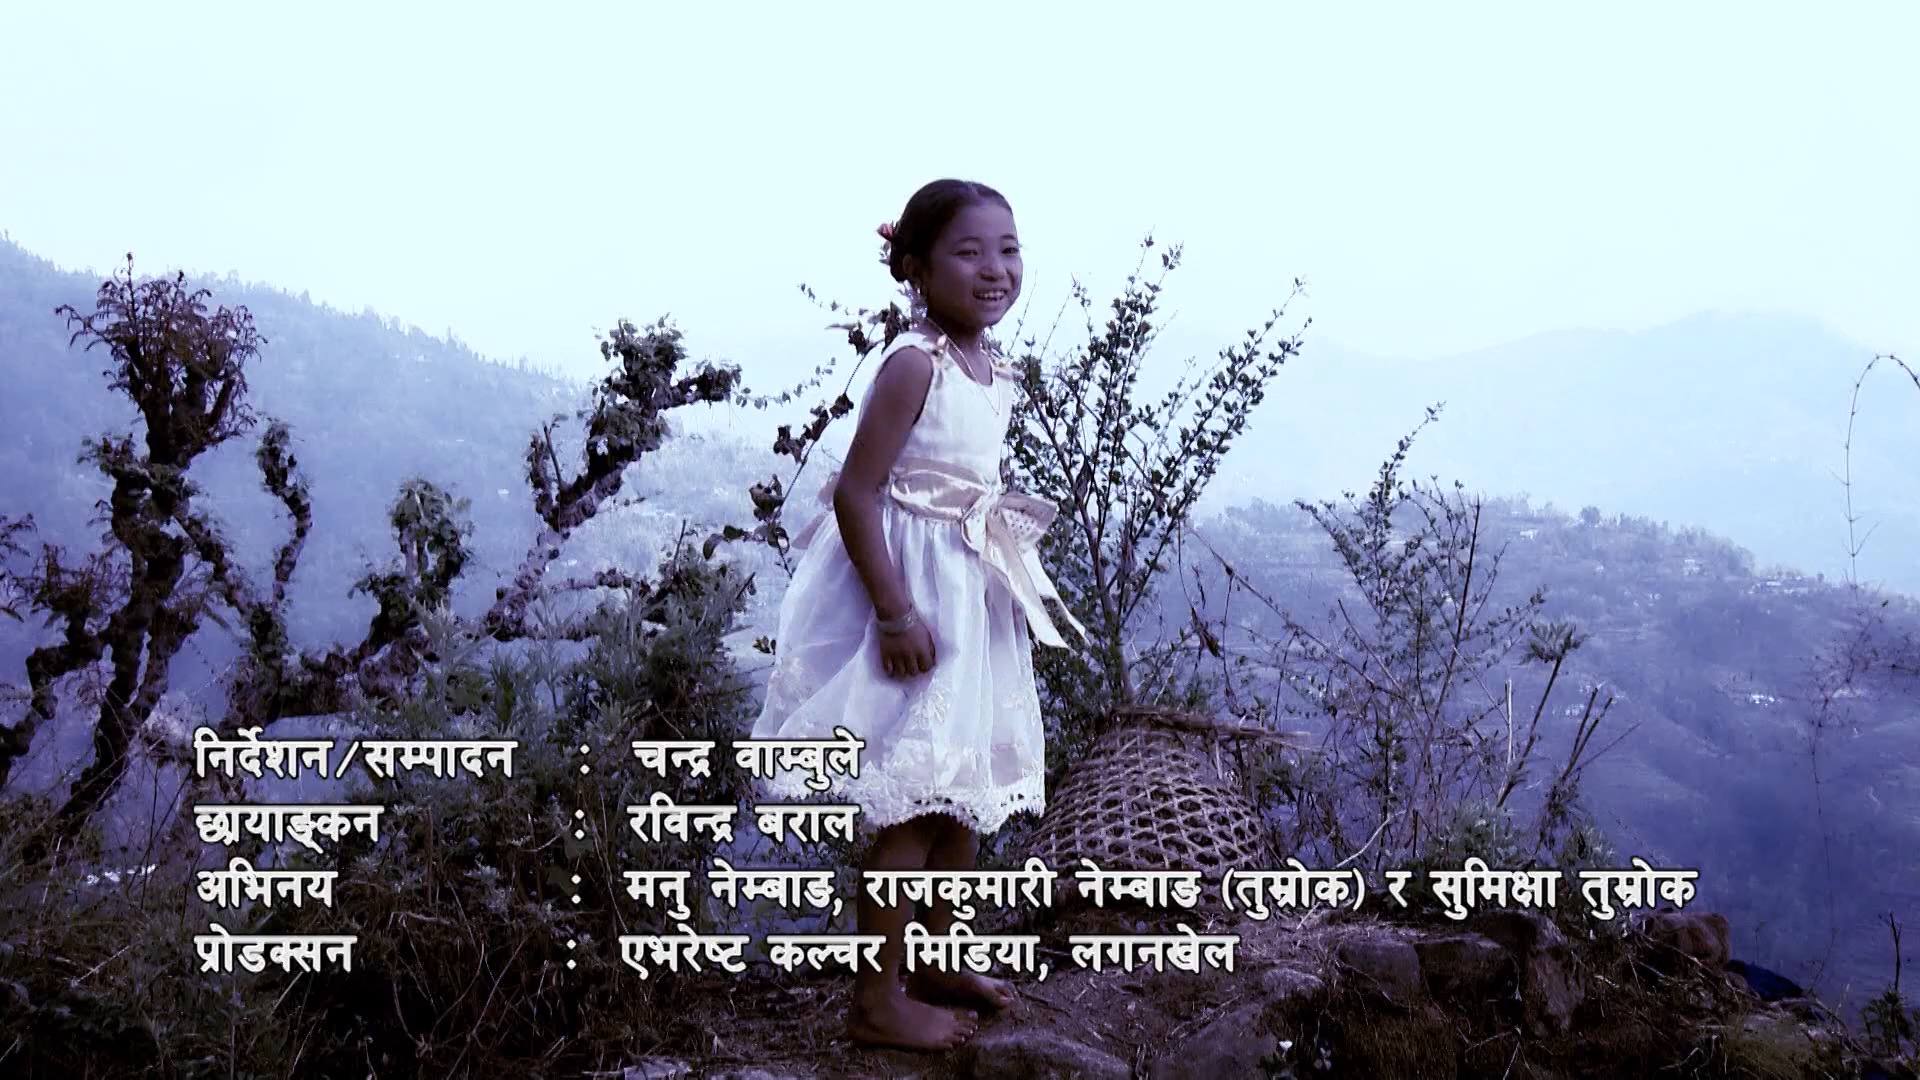 निर्देशन/सम्पादन : चन्द्र वाम्बुले
छायाङ्कन : रविन्द्र बराल
अभिनय : मनु नेम्बाङ, राजकुमारी नेम्बाङ (तुम्रोक) र सुमिक्षा तुम्रोक
प्रोडक्सन : एभरेष्ट कल्चर मिडिया, लगनखेल